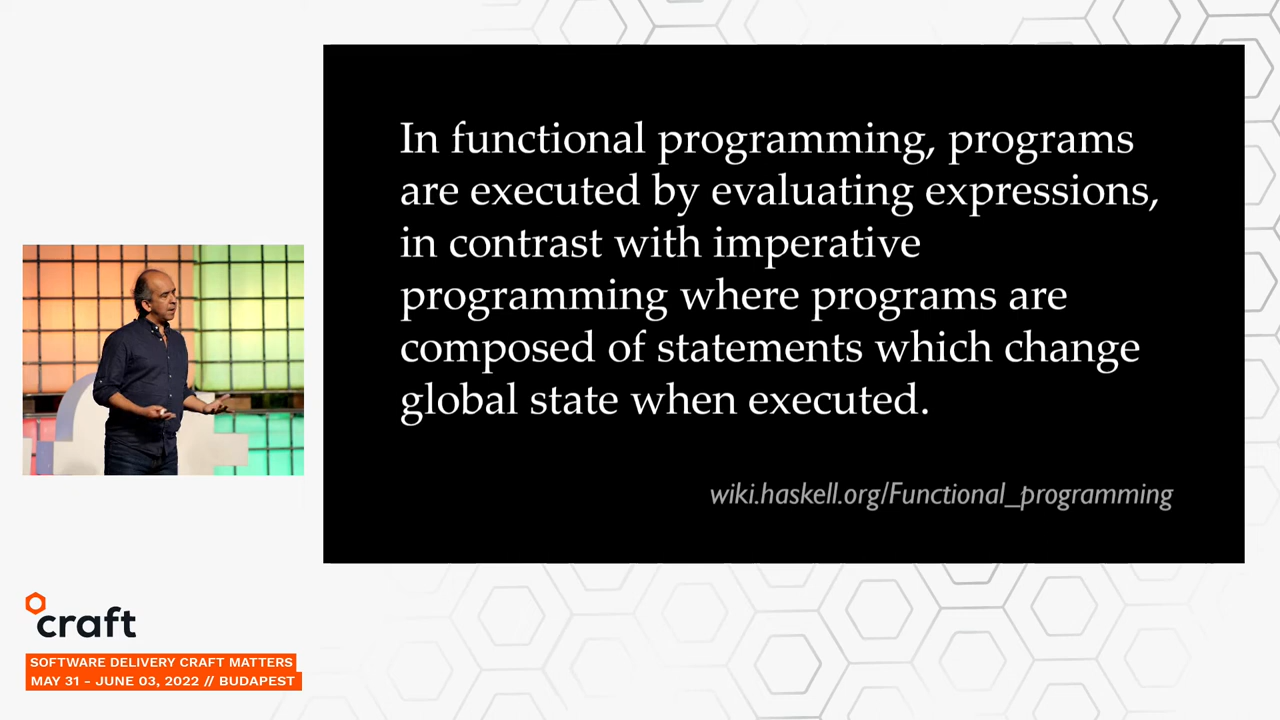 In functional programming, programs
are executed by evaluating expressions,
in contrast with imperative
programming where programs are
composed of statements which change
global state when executed.
wiki.haskell.org/Functional_programming
craft
SOFTWARE DELIVERY CRAFT MATTERS
MAY 31 - JUNE 03, 2022 // BUDAPEST